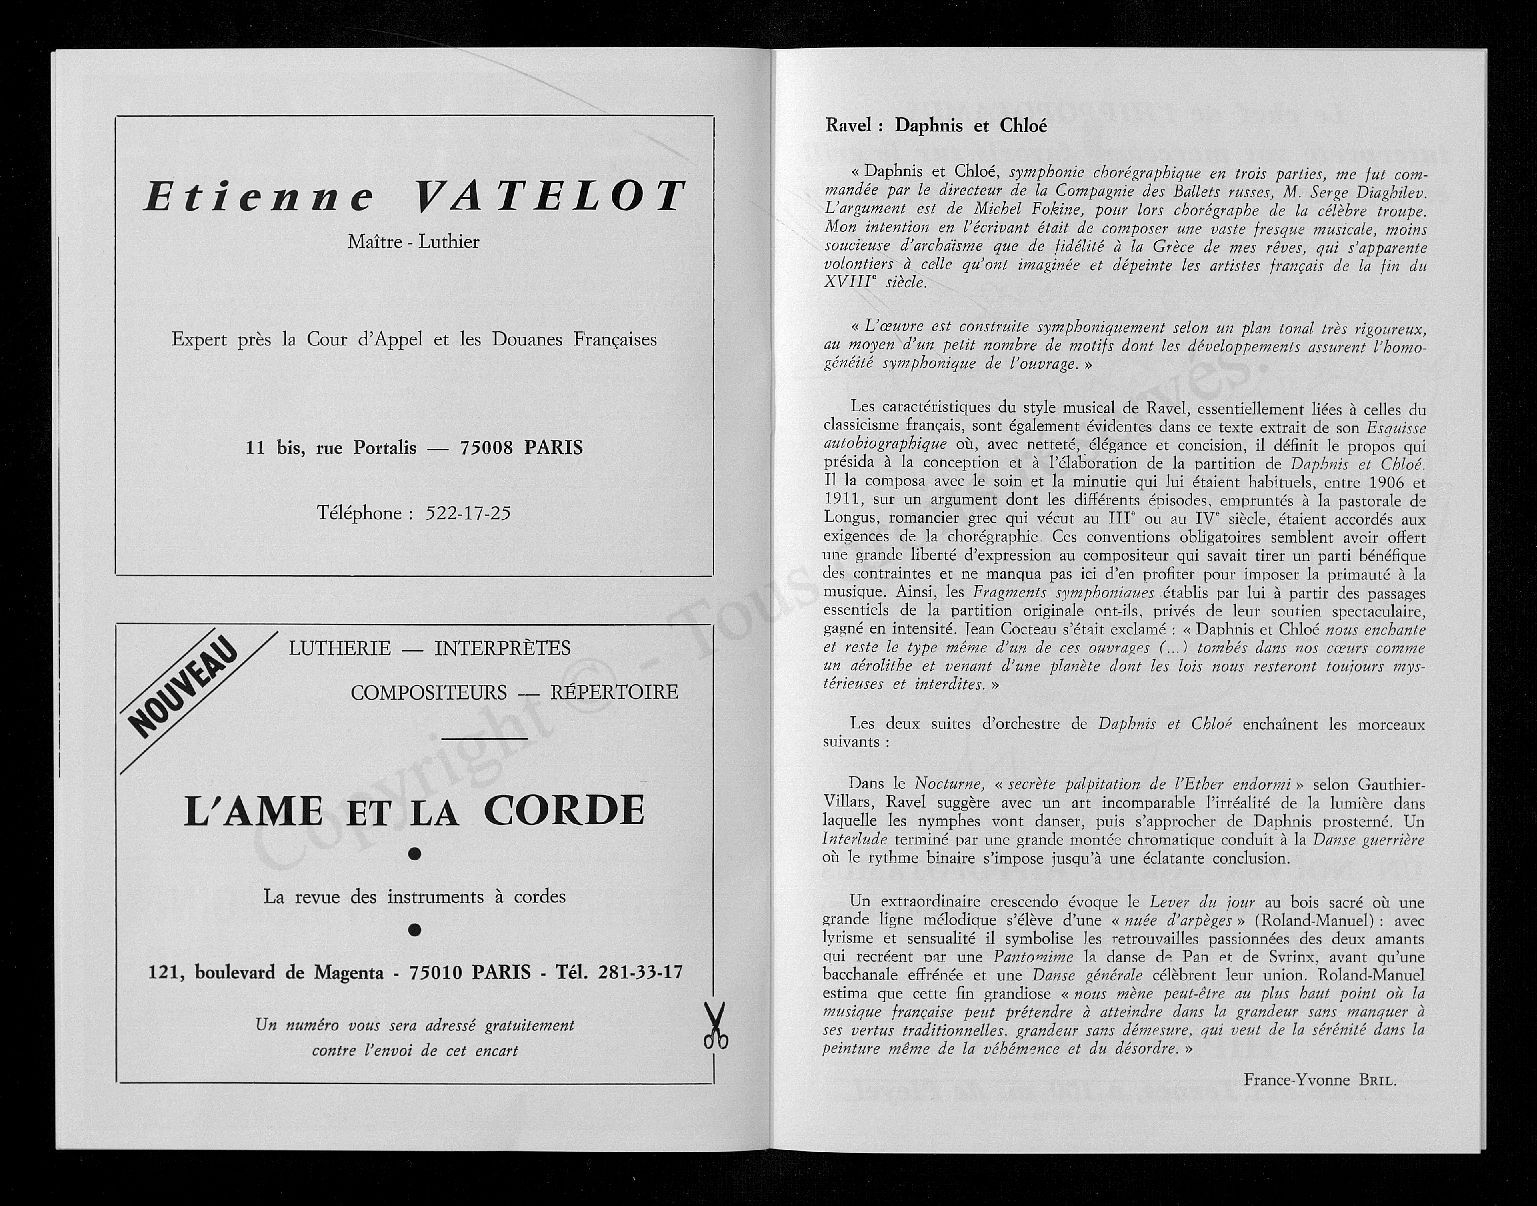 Etienne VATELOT
Maître - Luthier
Expert près la Cour d'Appel et les Douanes Françaises
11 bis, rue Portalis — 75008 PARIS
Téléphone : 522-17-25
NOUVEAU
LUTHERIE — INTERPRÈTES
COMPOSITEURS — RÉPERTOIRE
L'AME ET LA CORDE
La revue des instruments à cordes
121, boulevard de Magenta - 75010 PARIS - Tél. 281-33-17
Un numéro vous sera adressé gratuitement
contre l'envoi de cet encart
Ravel : Daphnis et Chloé
« Daphnis et Chloé, symphonie chorégraphique en trois parties, me fut com-
mandée par le directeur de la Compagnie des Ballets russes, M. Serge Diaghilev.
L'argument est de Michel Fokine, pour lors chorégraphe de la célèbre troupe.
Mon intention en l'écrivant était de composer une vaste fresque musicale, moins
soucieuse d'archaïsme que de fidélité à la Grèce de mes rêves, qui s'apparente
volontiers à celle qu'ont imaginée et dépeinte les artistes français de la fin du
XVIIIe siècle.
« L'œuvre est construite symphoniquement selon un plan tonal très rigoureux,
au moyen d'un petit nombre de motifs dont les développements assurent l'homo-
généité symphonique de l'ouvrage. »
Les caractéristiques du style musical de Ravel, essentiellement liées à celles du
classicisme français, sont également évidentes dans ce texte extrait de son Esquisse
autobiographique où, avec netteté, élégance et concision, il définit le propos qui
présida à la conception et à l'élaboration de la partition de Daphnis et Chloé.
Il la composa avec le soin et la minutie qui lui étaient habituels, entre 1906 et
1911, sur un argument dont les différents épisodes, empruntés à la pastorale de
Longus, romancier grec qui vécut au IIIe ou au IVe siècle, étaient accordés aux
exigences de la chorégraphie. Ces conventions obligatoires semblent avoir offert
une grande liberté d'expression au compositeur qui savait tirer un parti bénéfique
des contraintes et ne manqua pas ici d'en profiter pour imposer la primauté à la
musique. Ainsi, les Fragments symphoniques établis par lui à partir des passages
essentiels de la partition originale ont-ils, privés de leur soutien spectaculaire,
gagné en intensité. Jean Cocteau s'était exclamé : « Daphnis et Chloé nous enchante
et reste le type même d'un de ces ouvrages (...) tombés dans nos cœurs comme
un aérolithe et venant d'une planète dont les lois nous resteront toujours mys-
térieuses et interdites. »
Les deux suites d'orchestre de Daphnis et Chloé enchaînent les morceaux
suivants :
Dans le Nocturne, « secrète palpitation de l'Ether endormi » selon Gauthier-
Villars, Ravel suggère avec un art incomparable l'irréalité de la lumière dans
laquelle les nymphes vont danser, puis s'approcher de Daphnis prosterné. Un
Interlude terminé par une grande montée chromatique conduit à la Danse guerrière
où le rythme binaire s'impose jusqu'à une éclatante conclusion.
Un extraordinaire crescendo évoque le Lever du jour au bois sacré où une
grande ligne mélodique s'élève d'une « nuée d'arpèges » (Roland-Manuel) : avec
lyrisme et sensualité il symbolise les retrouvailles passionnées des deux amants
qui recréent par une Pantomime la danse de Pan et de Syrinx, avant qu'une
bacchanale effrénée et une Danse générale célèbrent leur union. Roland-Manuel
estima que cette fin grandiose « nous mène peut-être au plus haut point où la
musique française peut prétendre à atteindre dans la grandeur sans manquer à
ses vertus traditionnelles, grandeur sans démesure, qui veut de la sérénité dans la
peinture même de la véhémence et du désordre. »
France-Yvonne BRIL.
Copyright © - Tous